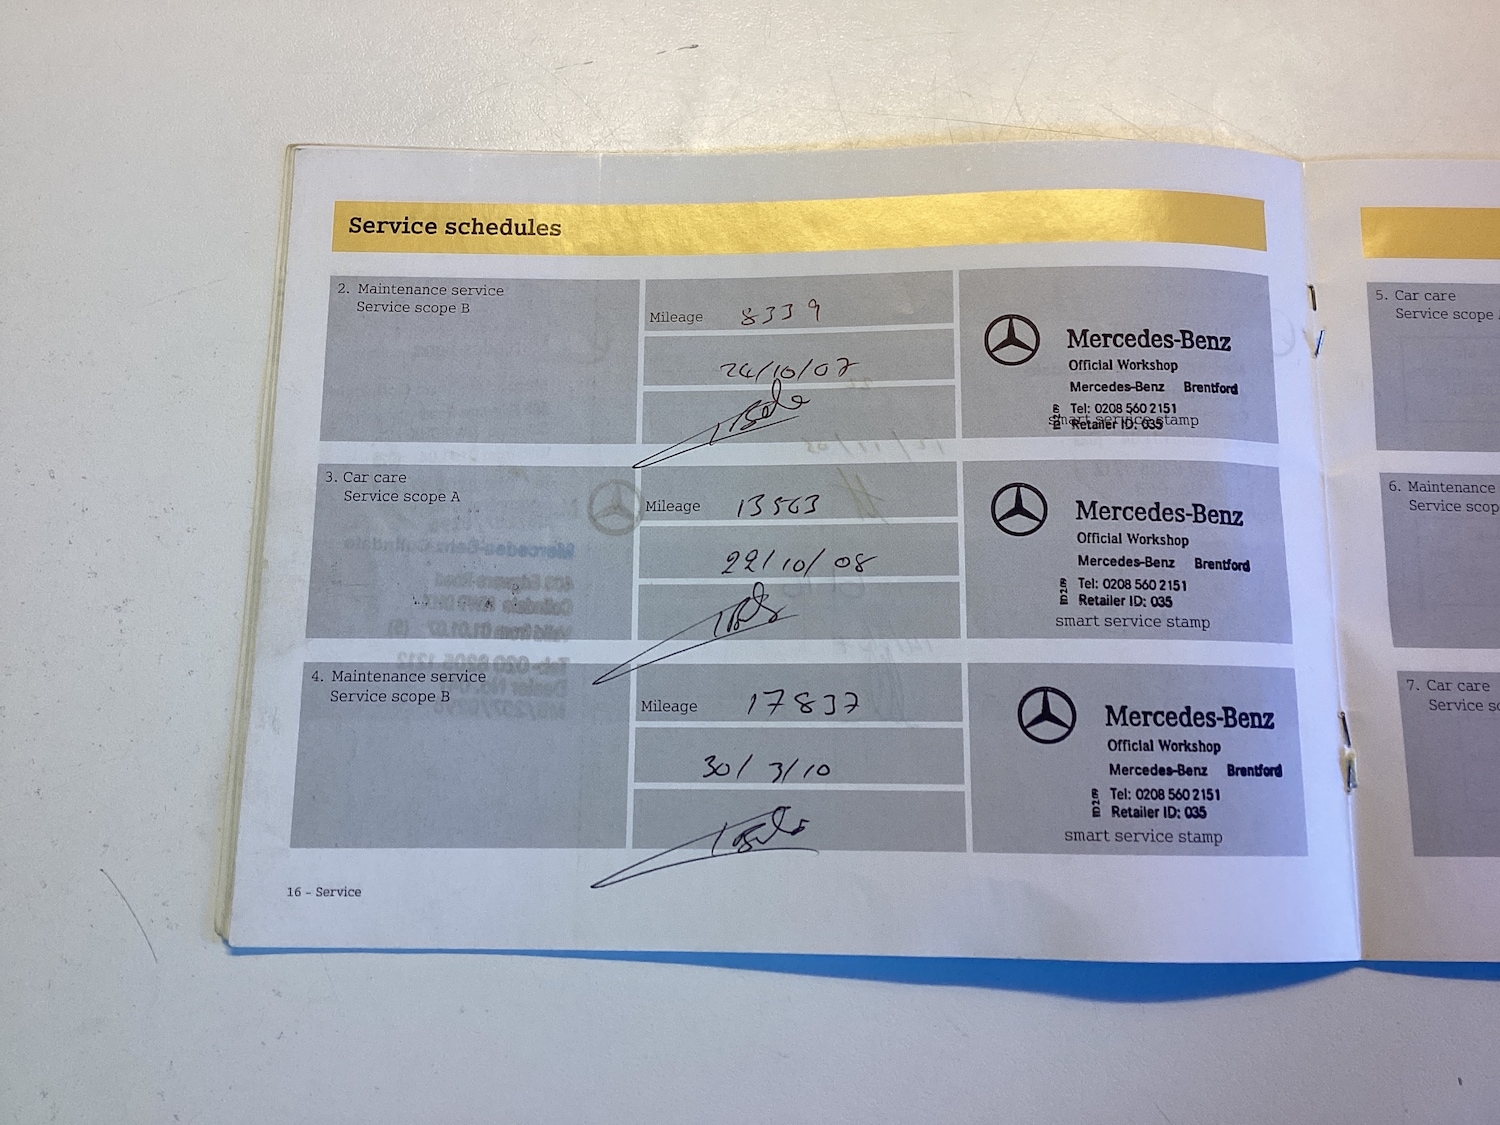 Service schedules
2. Maintenance service
Service scope B
Mileage 8339
24/10/07
Mercedes-Benz
Official Workshop
Mercedes-Benz Brentford
Tel: 0208 560 2151
Retailer ID: 035
smart service stamp
3. Car care
Service scope A
Mileage 13563
22/10/08
Mercedes-Benz
Official Workshop
Mercedes-Benz Brentford
Tel: 0208 560 2151
Retailer ID: 035
smart service stamp
4. Maintenance service
Service scope B
Mileage 17837
30/3/10
Mercedes-Benz
Official Workshop
Mercedes-Benz Brentford
Tel: 0208 560 2151
Retailer ID: 035
smart service stamp
16 – Service
5. Car care
Service scope
6. Maintenance
7. Car care